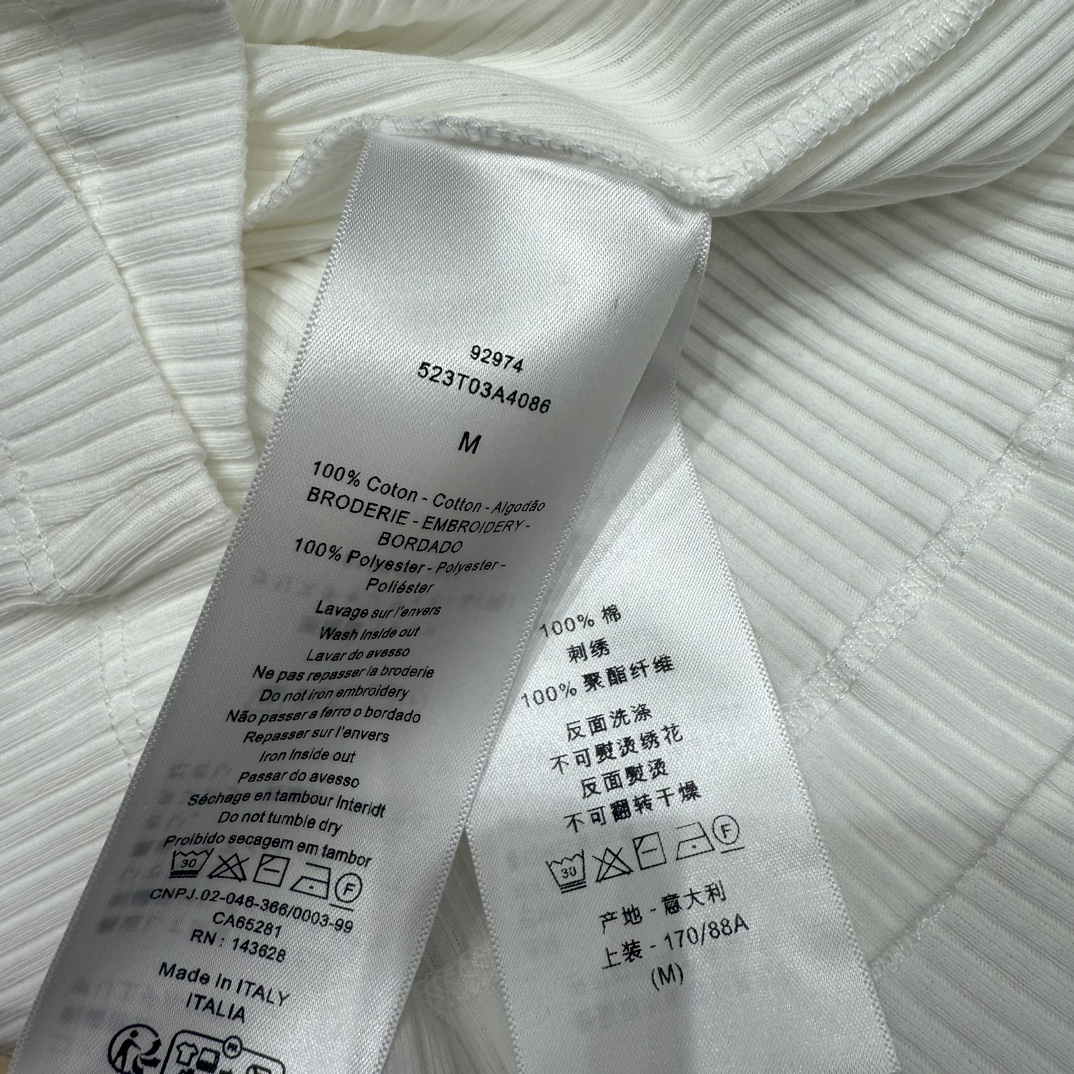 92974
523T03A4086
M
100% Coton - Cotton - Algodão
BRODERIE - EMBROIDERY -
BORDADO
100% Polyester - Polyester -
Poliéster
Lavage sur l'envers
Wash Inside out
Lavar do avesso
Ne pas repasser la broderie
Do not iron embroidery
Não passar a ferro o bordado
Repasser sur l'envers
Iron Inside out
Passar do avesso
Séchage en tambour Interidt
Do not tumble dry
Proibido secagem em tambor
30 F
CNPJ.02-046-366/0003-99
CA65281
RN: 143628
Made In ITALY
ITALIA
FR
100% 棉
刺绣
100% 聚酯纤维
反面洗涤
不可熨烫绣花
反面熨烫
不可翻转干燥
30 F
产地 - 意大利
上装 - 170/88A
(M)